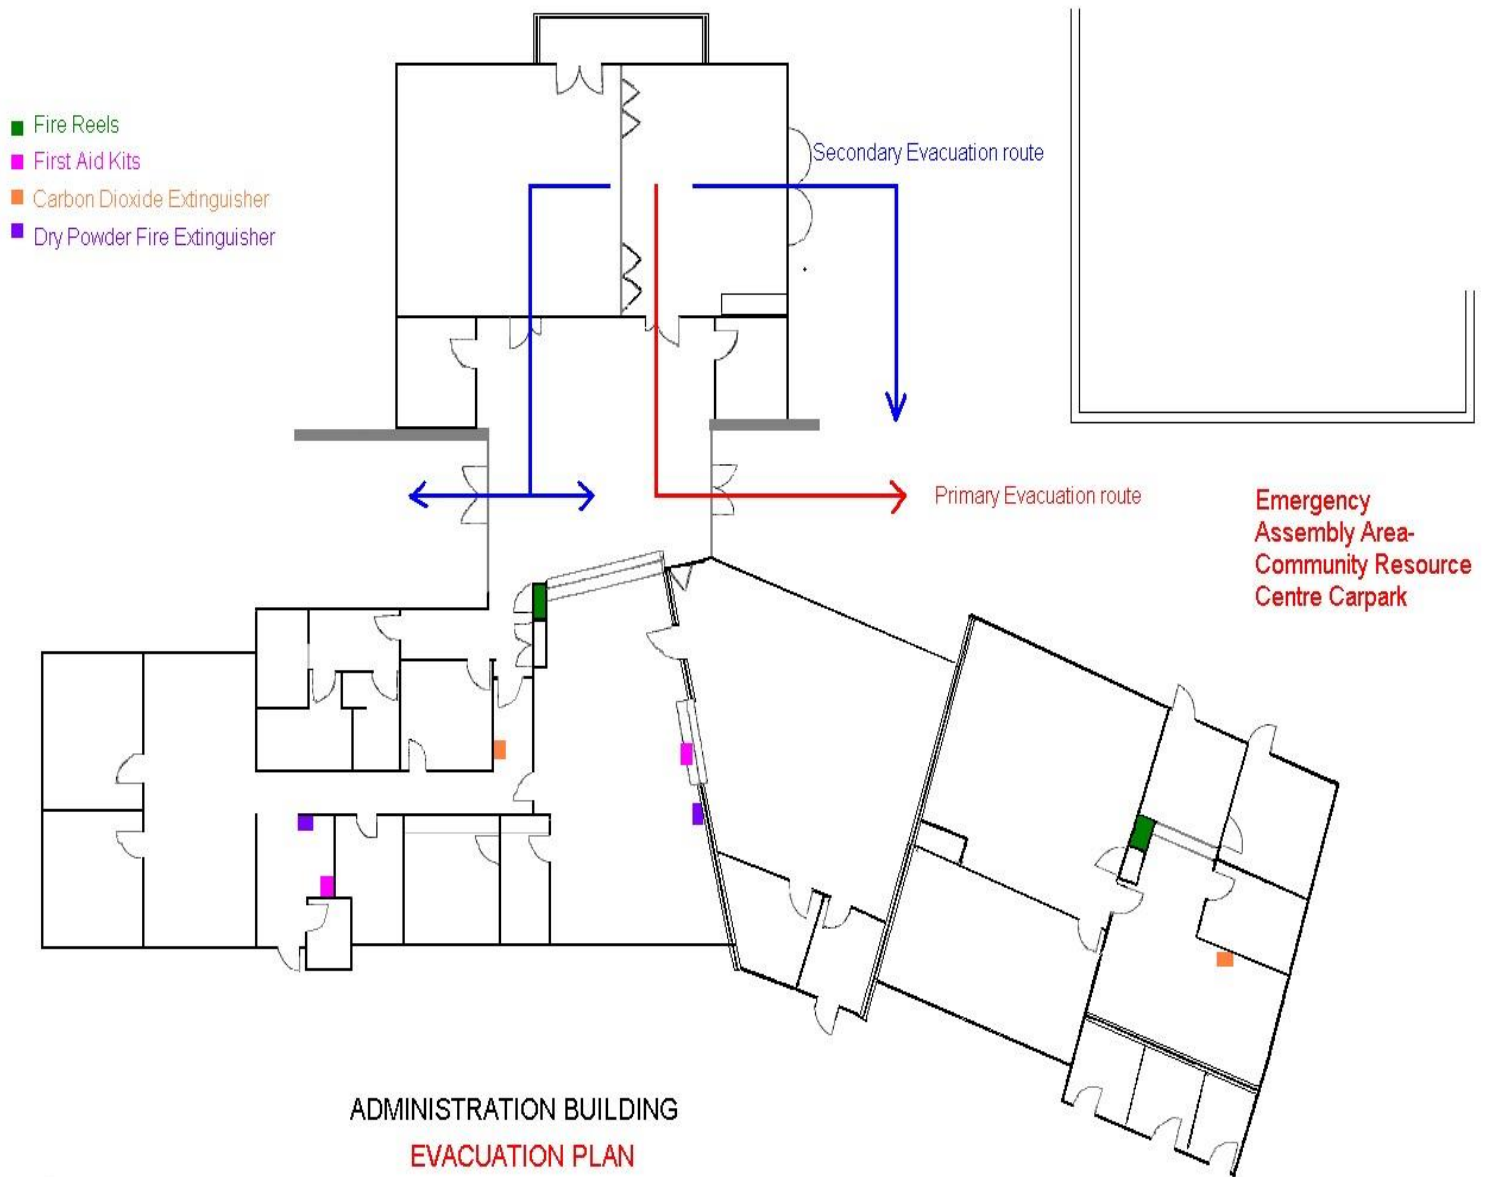 Fire Reels
First Aid Kits
Carbon Dioxide Extinguisher
Dry Powder Fire Extinguisher
Secondary Evacuation route
Primary Evacuation route
Emergency
Assembly Area-
Community Resource
Centre Carpark
ADMINISTRATION BUILDING
EVACUATION PLAN